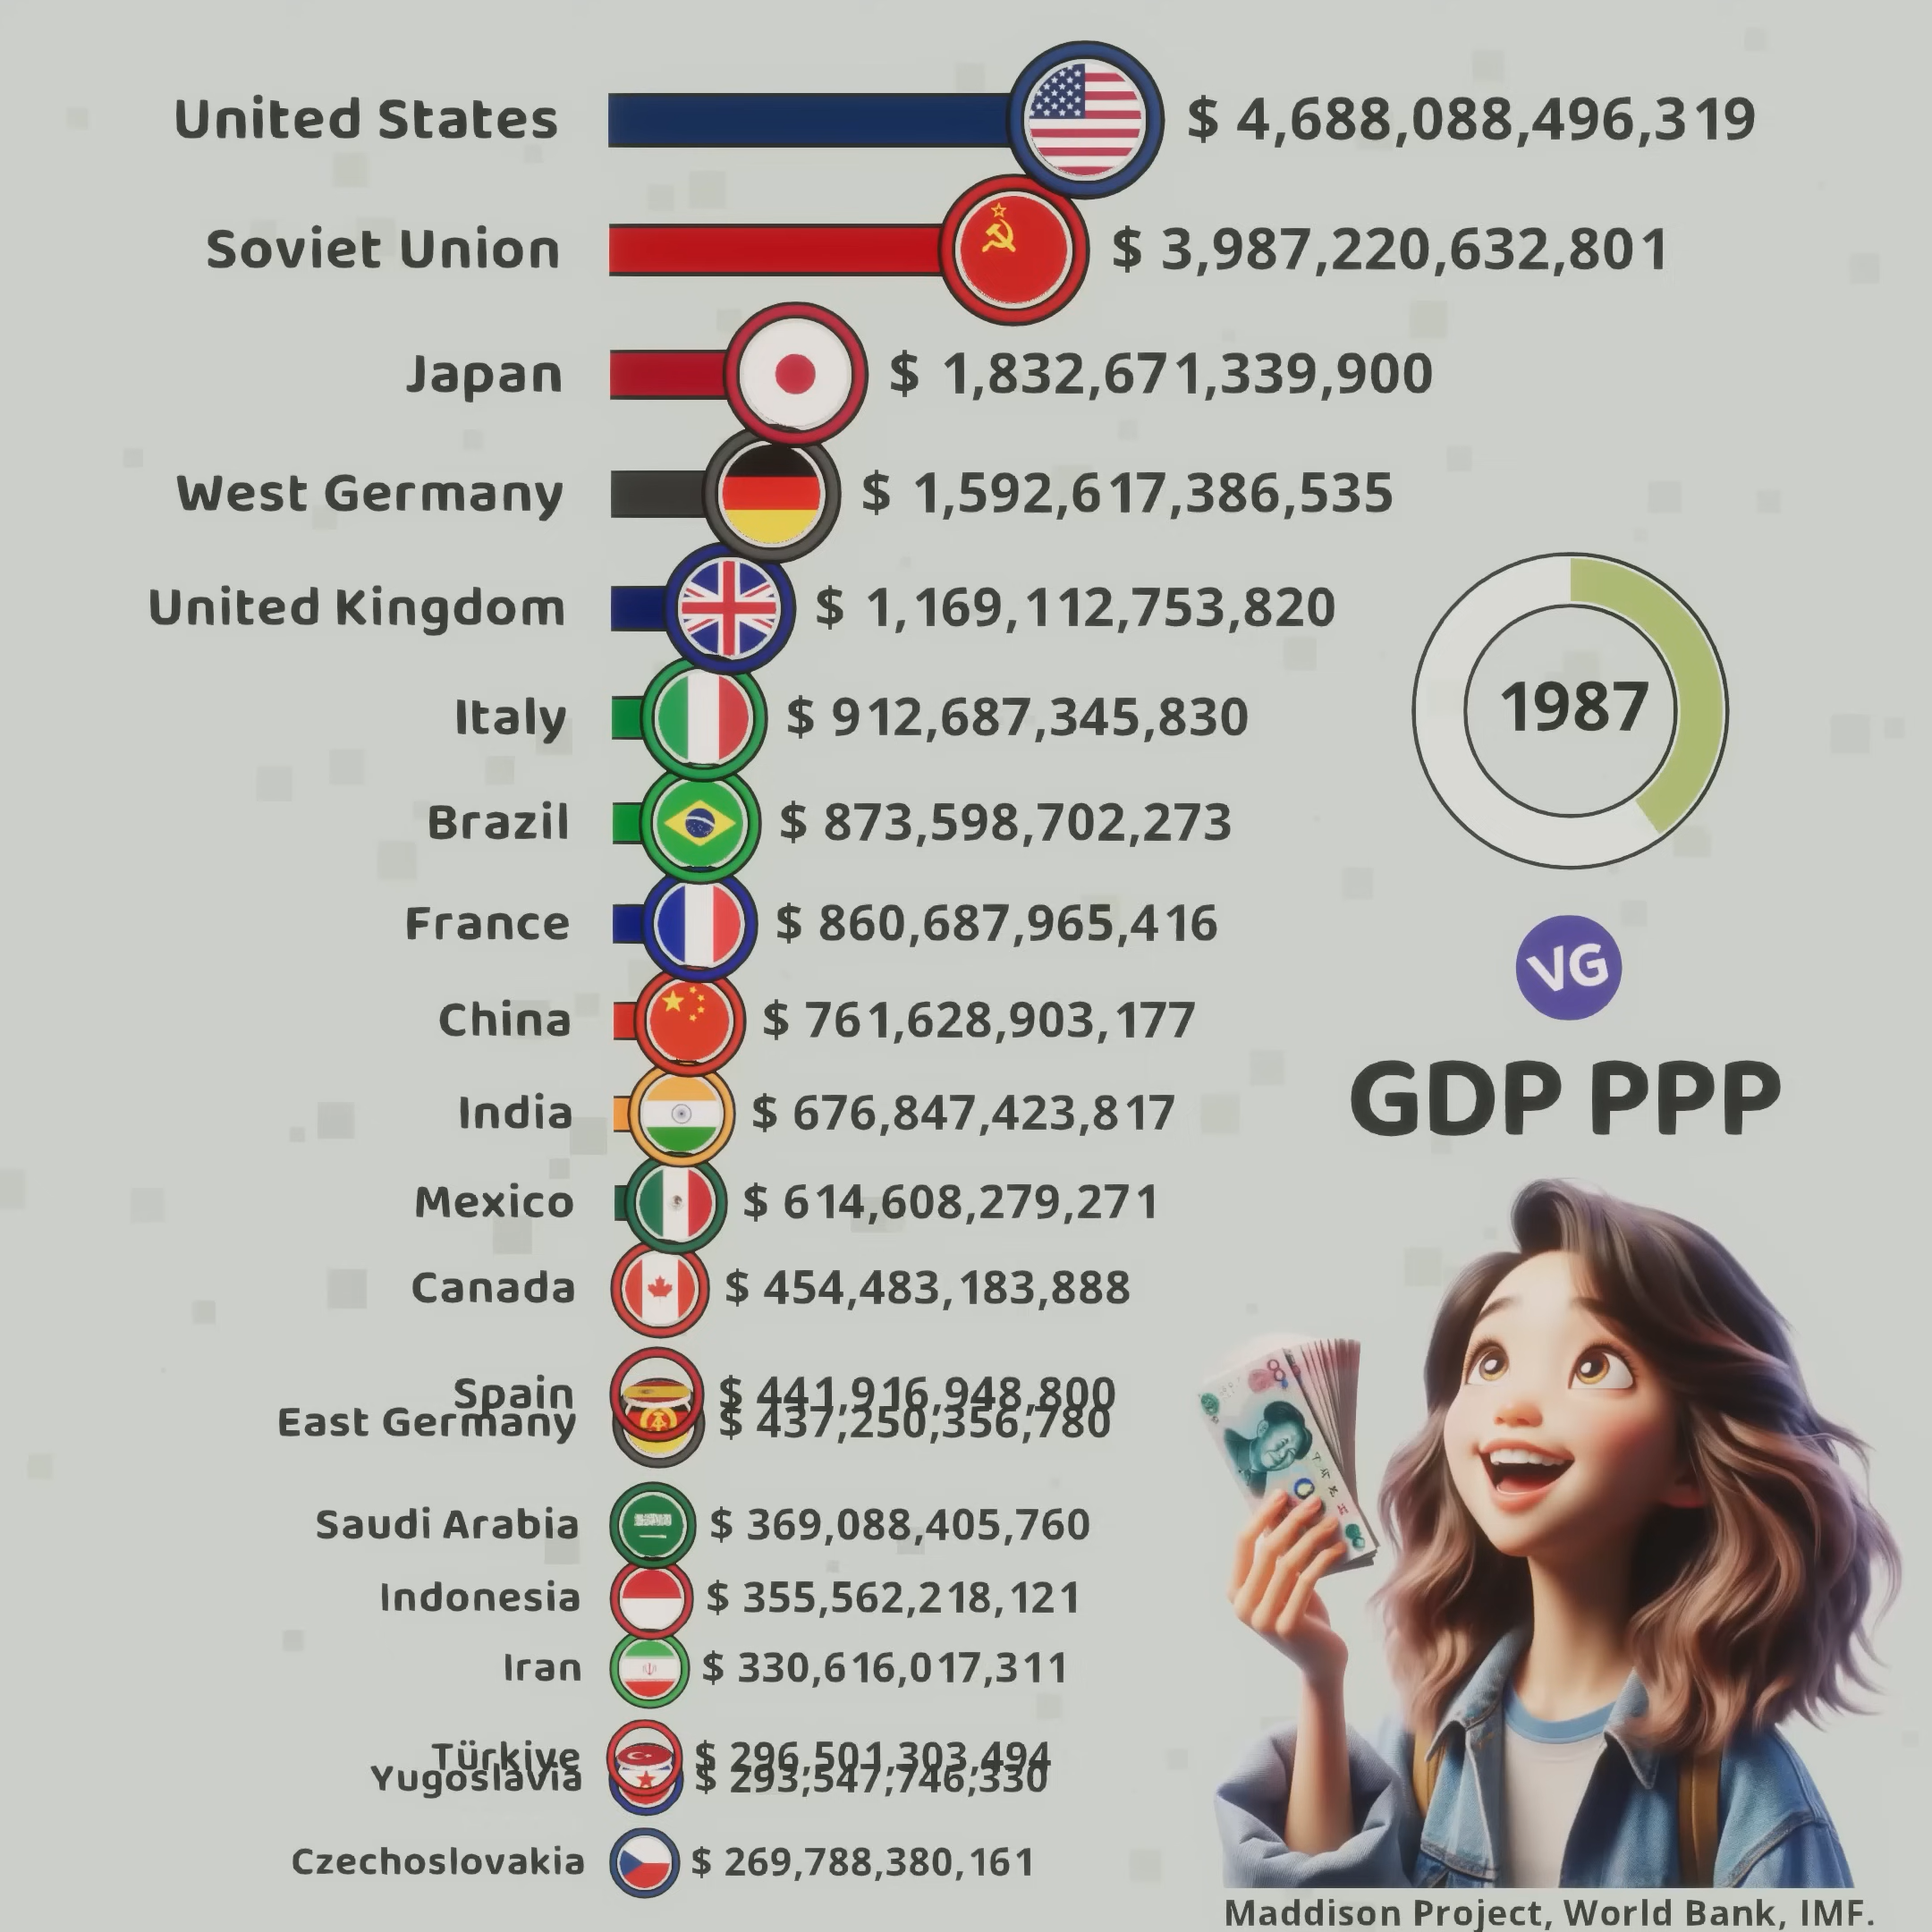 United States $ 4,688,088,496,319
Soviet Union $ 3,987,220,632,801
Japan $ 1,832,671,339,900
West Germany $ 1,592,617,386,535
United Kingdom $ 1,169,112,753,820
Italy $ 912,687,345,830
1987
Brazil $ 873,598,702,273
France $ 860,687,965,416
VG
China $ 761,628,903,177
GDP PPP
India $ 676,847,423,817
Mexico $ 614,608,279,271
Canada $ 454,483,183,888
Spain $ 441,916,948,800
East Germany $ 437,250,356,780
Saudi Arabia $ 369,088,405,760
Indonesia $ 355,562,218,121
Iran $ 330,616,017,311
Türkiye $ 296,501,303,494
Yugoslavia $ 293,547,746,330
Czechoslovakia $ 269,788,380,161
Maddison Project, World Bank, IMF.